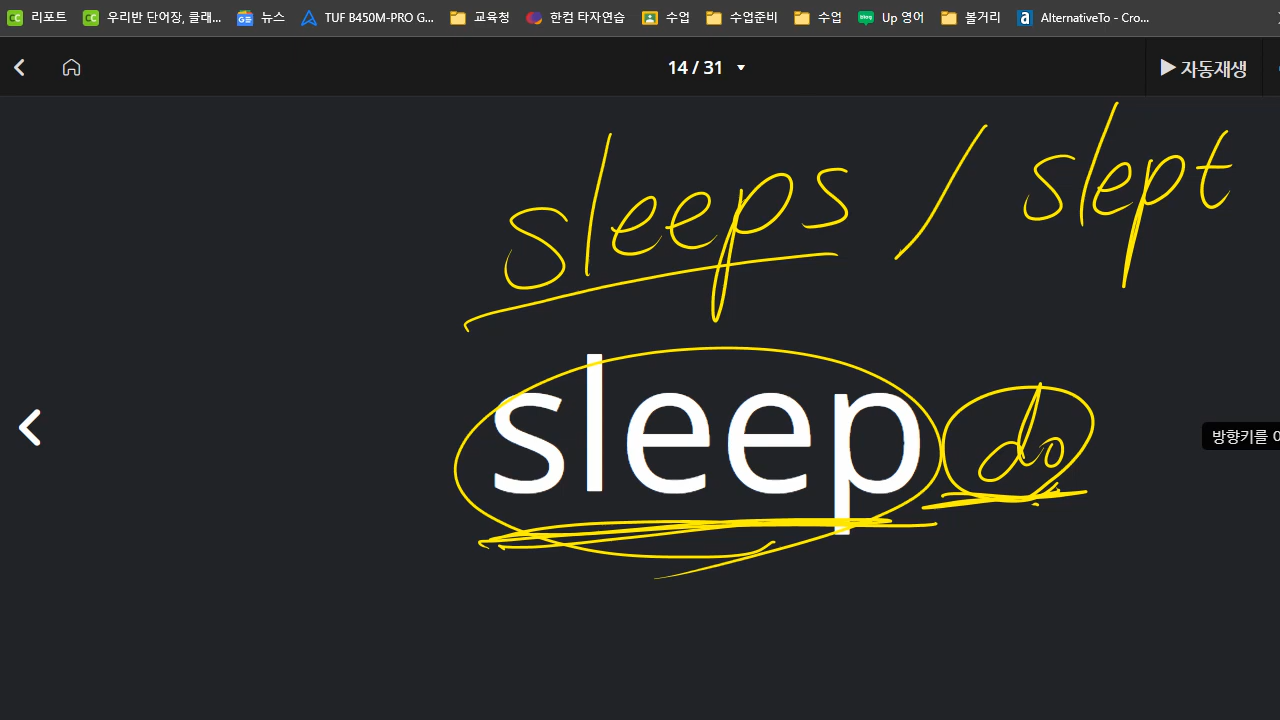 리포트 우리반 단어장, 클래... 뉴스 TUF B450M-PRO G... 교육청 한컴 타자연습 수업 수업준비 수업 Up 영어 볼거리 AlternativeTo - Cro...
14 / 31 자동재생
sleeps / slept
sleep do
방향키를